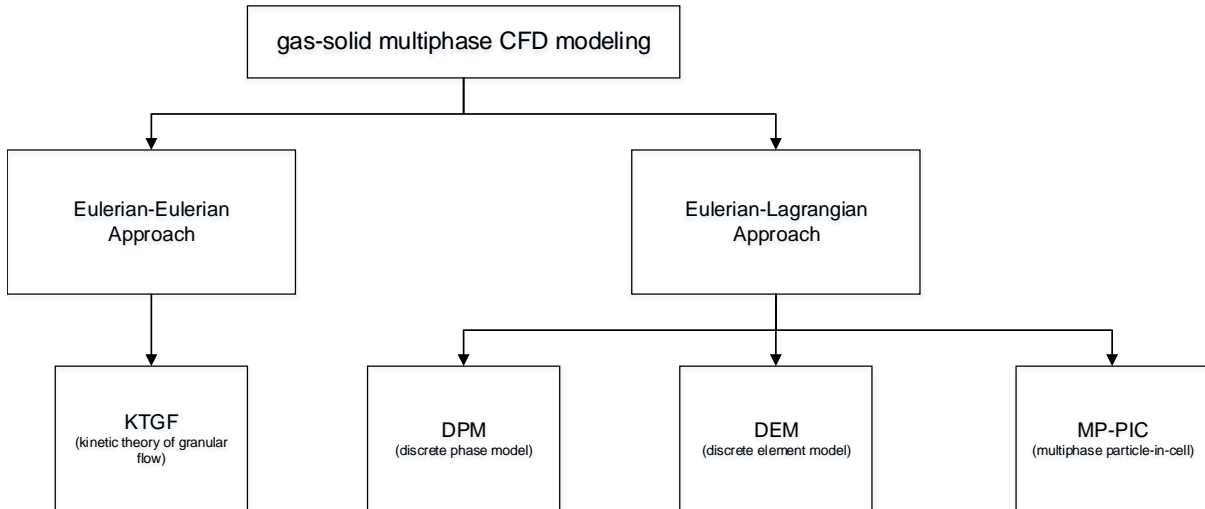 gas-solid multiphase CFD modeling
Eulerian-Eulerian
Approach
Eulerian-Lagrangian
Approach
KTGF
(kinetic theory of granular
flow)
DPM
(discrete phase model)
DEM
(discrete element model)
MP-PIC
(multiphase particle-in-cell)